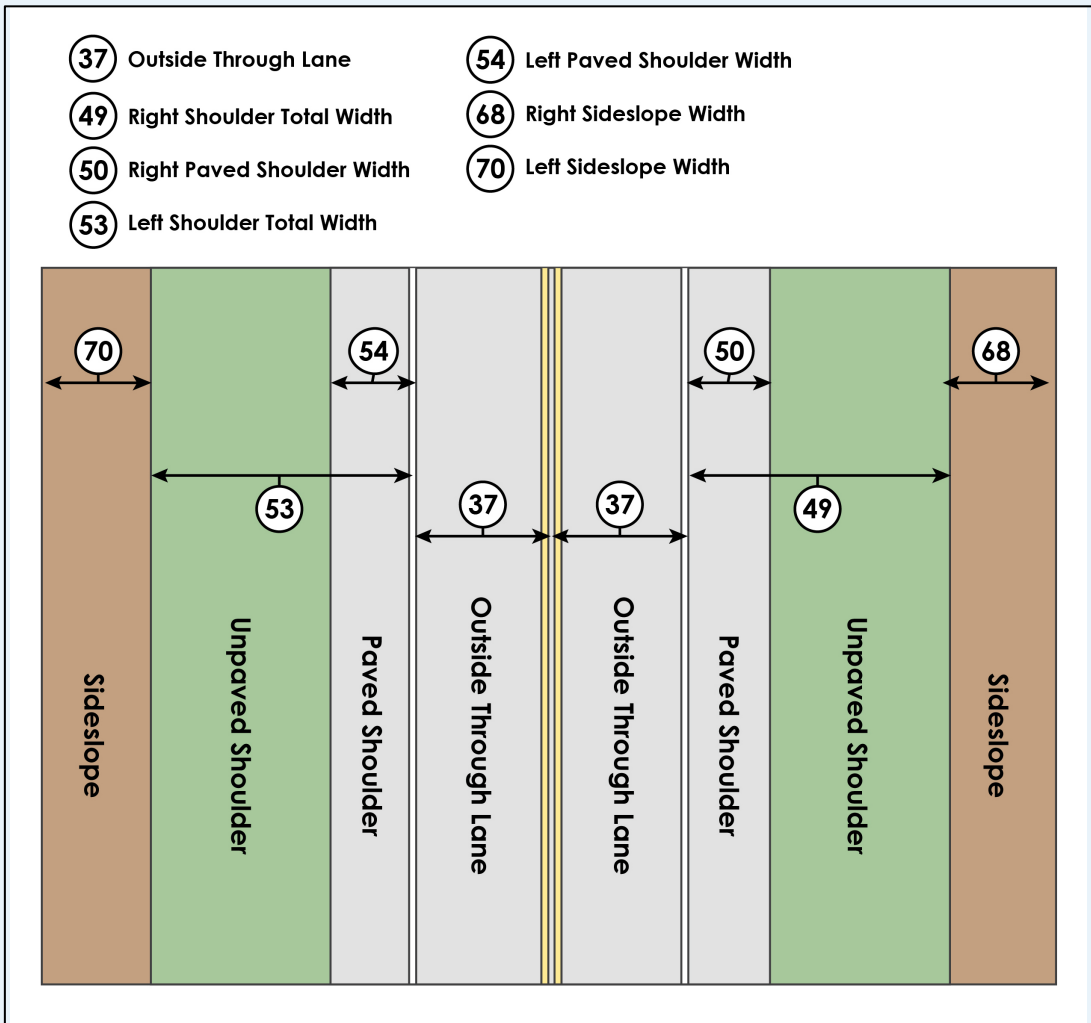 37 Outside Through Lane
49 Right Shoulder Total Width
50 Right Paved Shoulder Width
53 Left Shoulder Total Width
54 Left Paved Shoulder Width
68 Right Sideslope Width
70 Left Sideslope Width
70
54
50
68
53
37
37
49
Sideslope
Unpaved Shoulder
Paved Shoulder
Outside Through Lane
Outside Through Lane
Paved Shoulder
Unpaved Shoulder
Sideslope